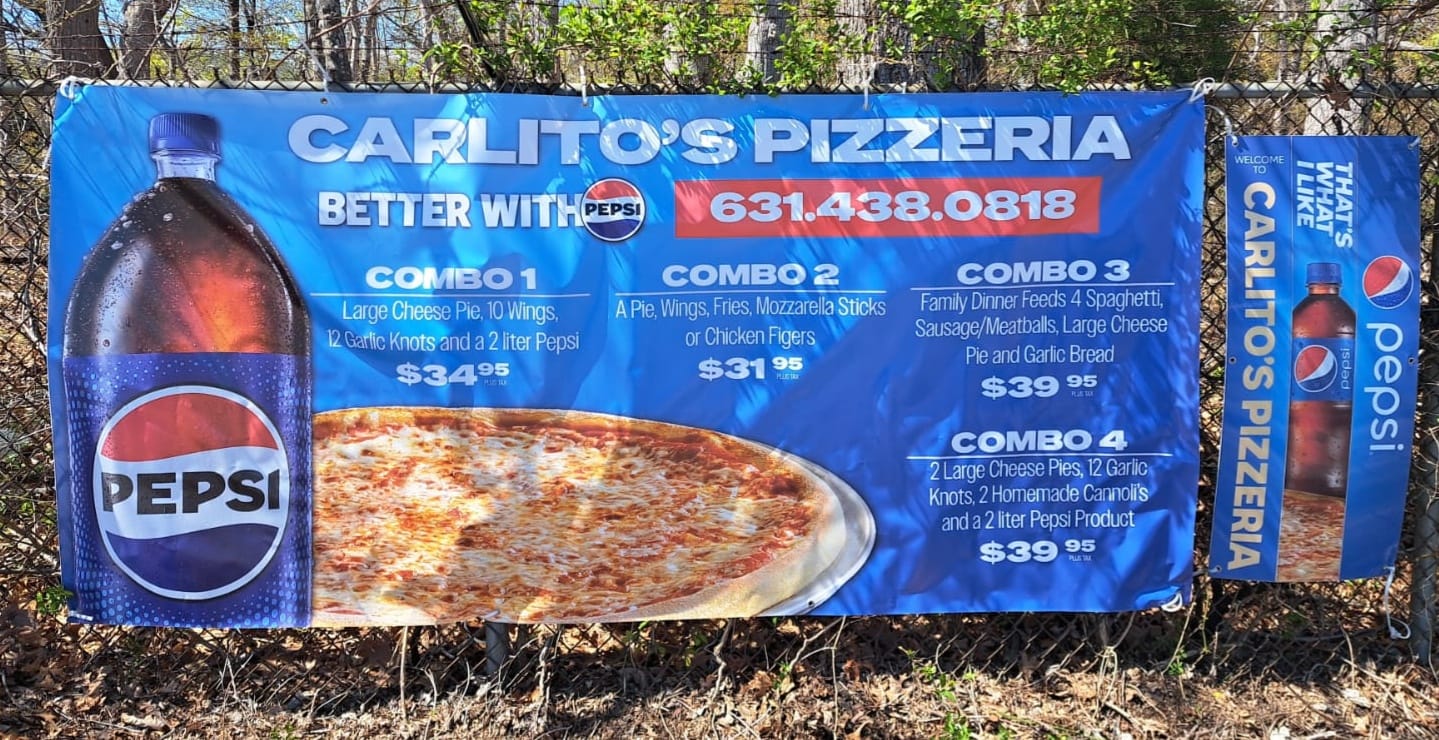 CARLITO'S PIZZERIA
BETTER WITH PEPSI
631.438.0818
COMBO 1
Large Cheese Pie, 10 Wings,
12 Garlic Knots and a 2 liter Pepsi
$34 95
PLUS TAX
COMBO 2
A Pie, Wings, Fries, Mozzarella Sticks
or Chicken Figers
$31 95
PLUS TAX
COMBO 3
Family Dinner Feeds 4 Spaghetti,
Sausage/Meatballs, Large Cheese
Pie and Garlic Bread
$39 95
PLUS TAX
COMBO 4
2 Large Cheese Pies, 12 Garlic
Knots, 2 Homemade Cannoli's
and a 2 liter Pepsi Product
$39 95
PLUS TAX
PEPSI
WELCOME
TO
CARLITO'S PIZZERIA
THAT'S
WHAT
I LIKE
pepsi
pepsi